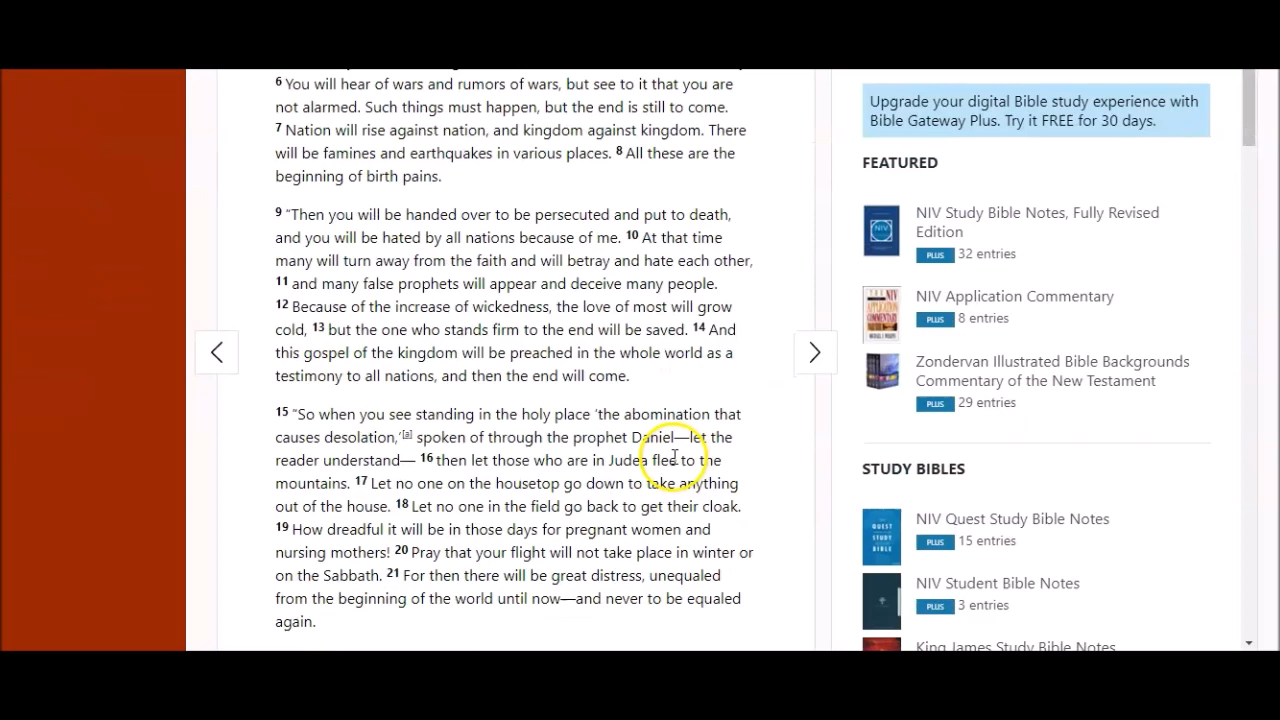 6 You will hear of wars and rumors of wars, but see to it that you are
not alarmed. Such things must happen, but the end is still to come.
7 Nation will rise against nation, and kingdom against kingdom. There
will be famines and earthquakes in various places. 8 All these are the
beginning of birth pains.
9 “Then you will be handed over to be persecuted and put to death,
and you will be hated by all nations because of me. 10 At that time
many will turn away from the faith and will betray and hate each other,
11 and many false prophets will appear and deceive many people.
12 Because of the increase of wickedness, the love of most will grow
cold, 13 but the one who stands firm to the end will be saved. 14 And
this gospel of the kingdom will be preached in the whole world as a
testimony to all nations, and then the end will come.
15 “So when you see standing in the holy place ‘the abomination that
causes desolation,’[a] spoken of through the prophet Daniel—let the
reader understand— 16 then let those who are in Judea flee to the
mountains. 17 Let no one on the housetop go down to take anything
out of the house. 18 Let no one in the field go back to get their cloak.
19 How dreadful it will be in those days for pregnant women and
nursing mothers! 20 Pray that your flight will not take place in winter or
on the Sabbath. 21 For then there will be great distress, unequaled
from the beginning of the world until now—and never to be equaled
again.
Upgrade your digital Bible study experience with
Bible Gateway Plus. Try it FREE for 30 days.
FEATURED
NIV Study Bible Notes, Fully Revised
Edition
PLUS 32 entries
NIV Application Commentary
PLUS 8 entries
Zondervan Illustrated Bible Backgrounds
Commentary of the New Testament
PLUS 29 entries
STUDY BIBLES
NIV Quest Study Bible Notes
PLUS 15 entries
NIV Student Bible Notes
PLUS 3 entries
King James Study Bible Notes